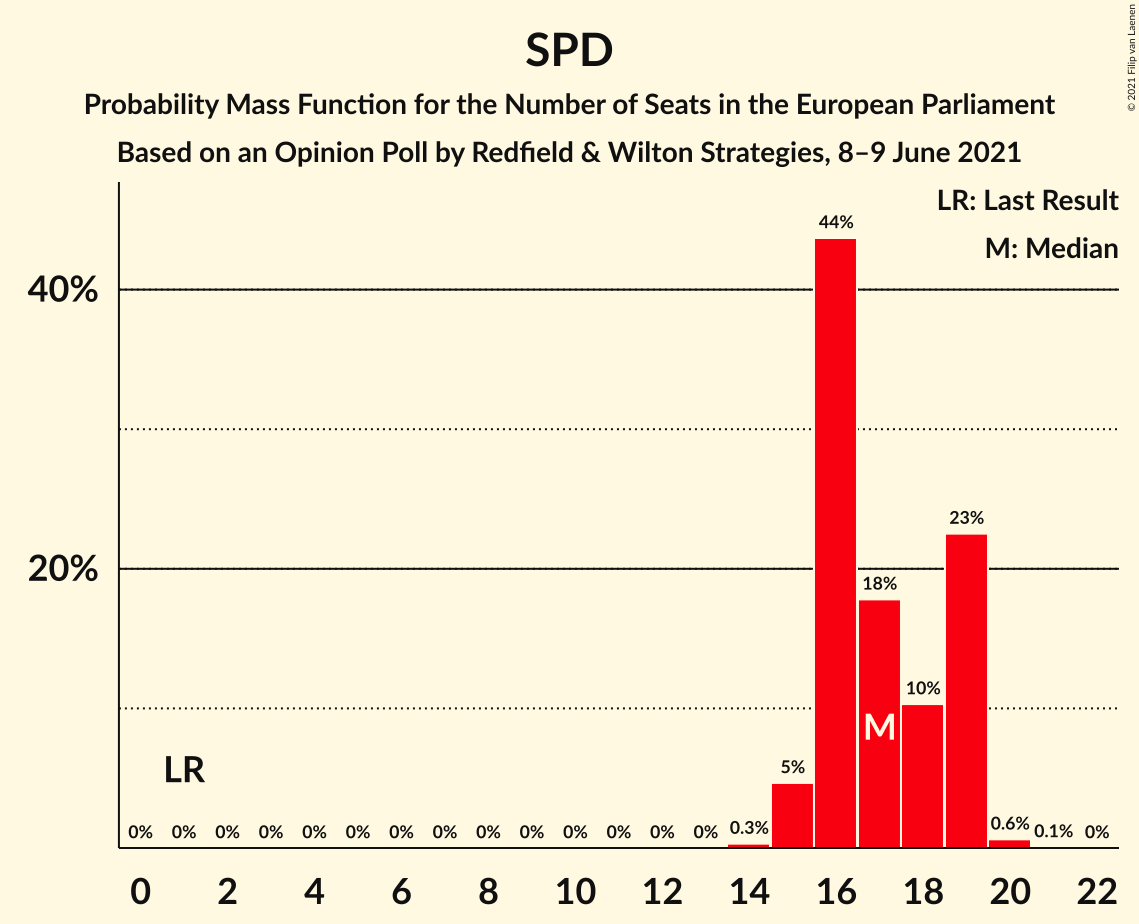 SPD
Probability Mass Function for the Number of Seats in the European Parliament
Based on an Opinion Poll by Redfield & Wilton Strategies, 8–9 June 2021
© 2021 Filip van Laenen
LR: Last Result
M: Median
40%
20%
44%
23%
18%
10%
M
LR
5%
0% 0% 0% 0% 0% 0% 0% 0% 0% 0% 0% 0% 0% 0% 0.3% 0.6% 0.1% 0%
0 2 4 6 8 10 12 14 16 18 20 22